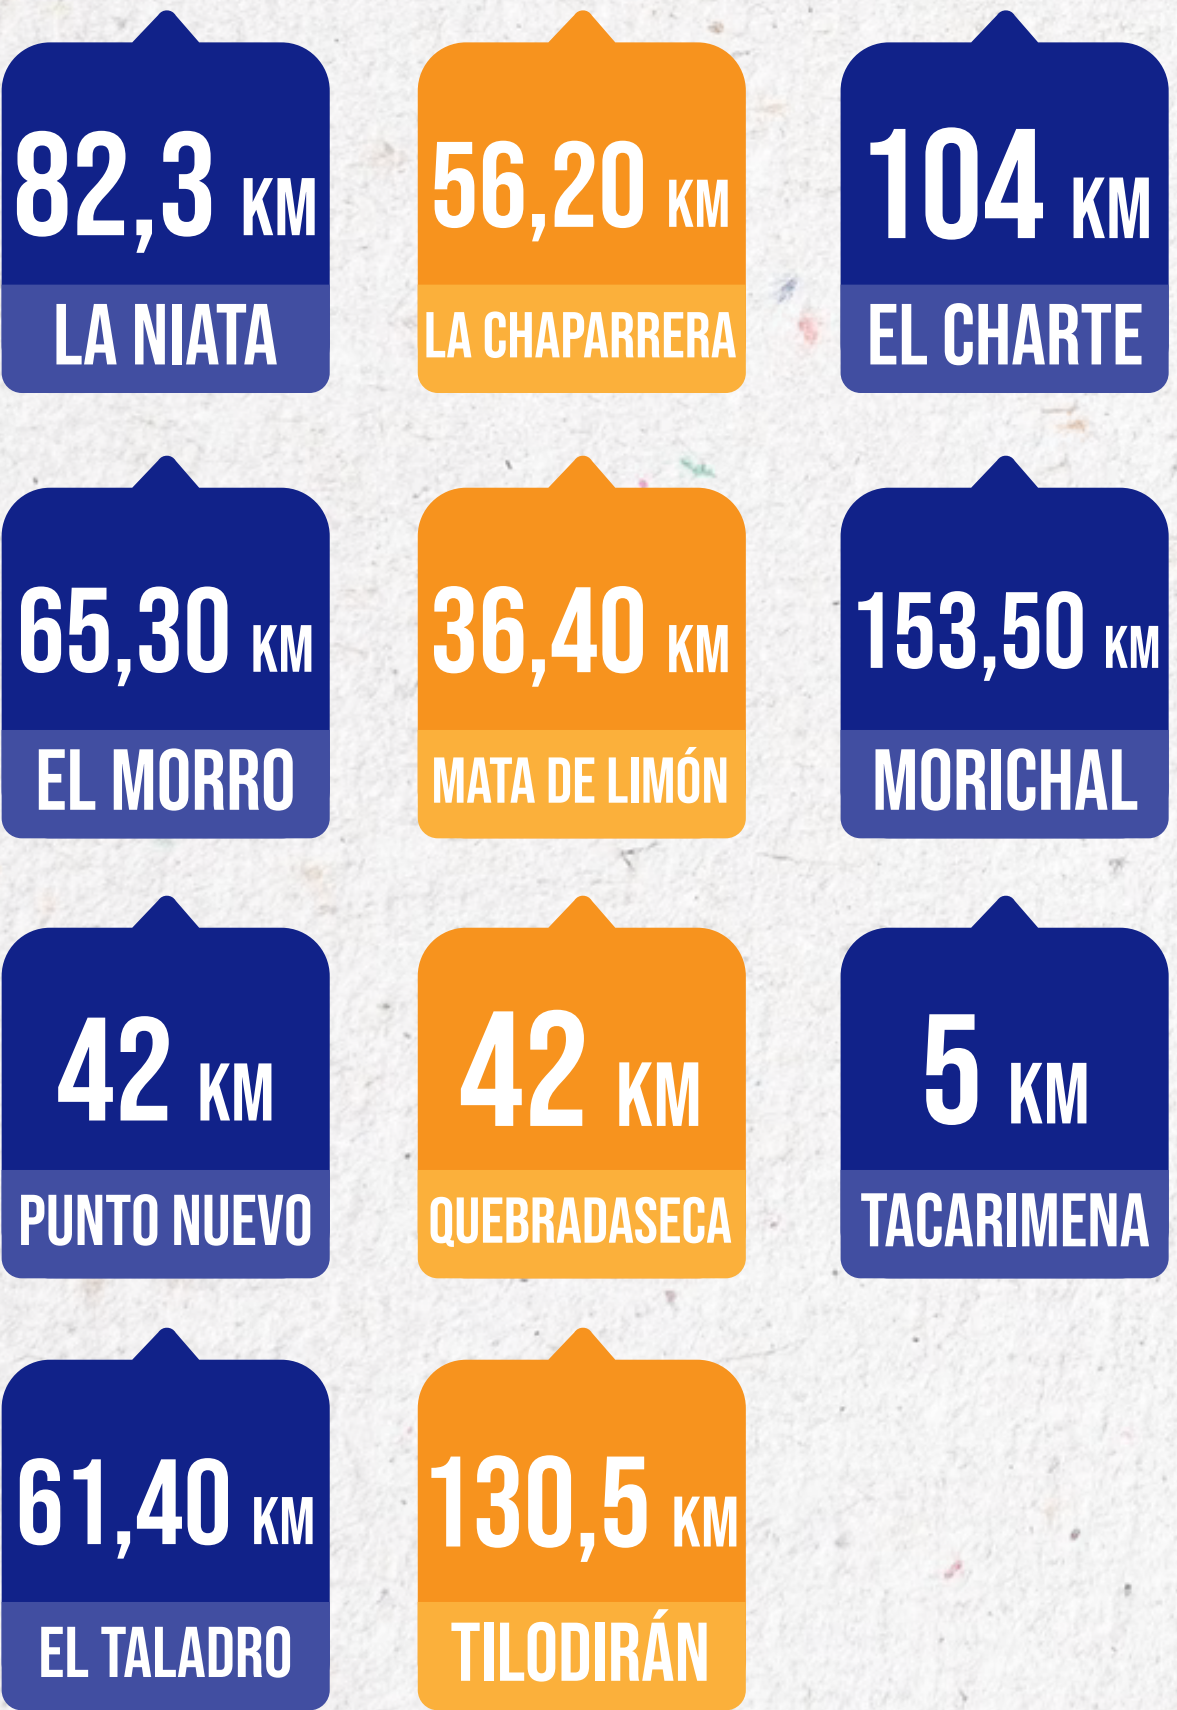 82,3 KM
LA NIATA
56,20 KM
LA CHAPARRERA
104 KM
EL CHARTE
65,30 KM
EL MORRO
36,40 KM
MATA DE LIMÓN
153,50 KM
MORICHAL
42 KM
PUNTO NUEVO
42 KM
QUEBRADASECA
5 KM
TACARIMENA
61,40 KM
EL TALADRO
130,5 KM
TILODIRÁN